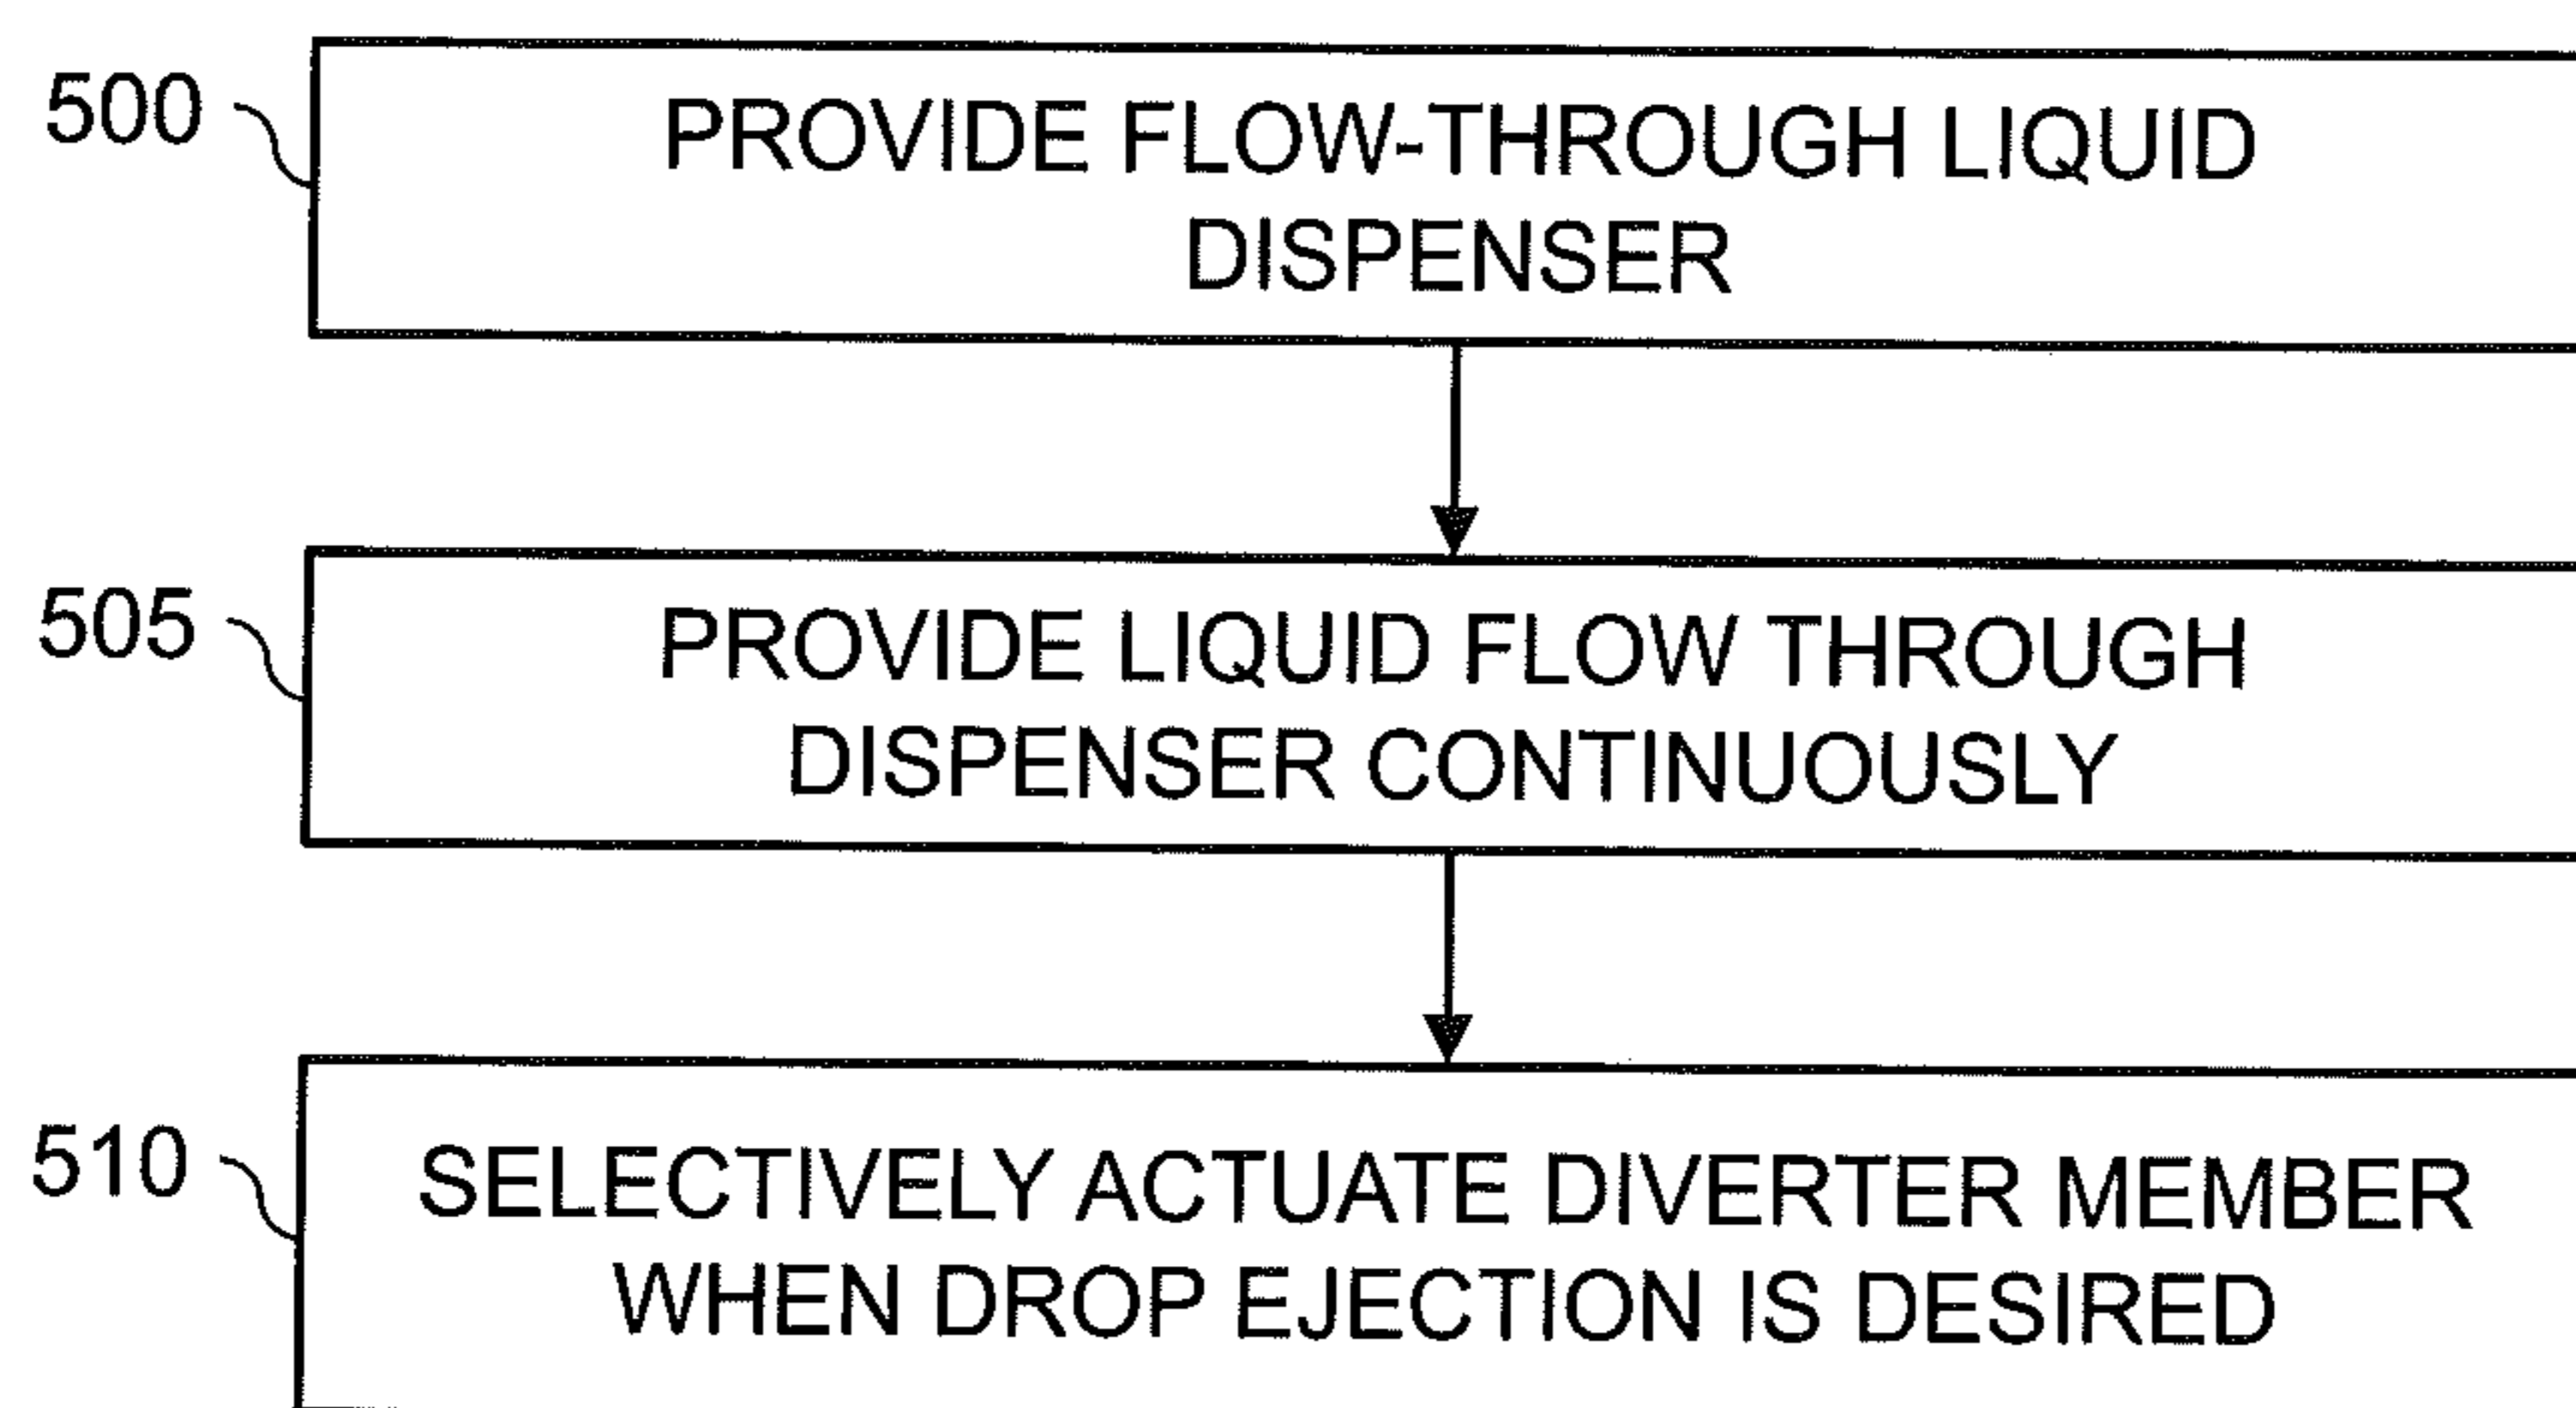 500
PROVIDE FLOW-THROUGH LIQUID
DISPENSER
505
PROVIDE LIQUID FLOW THROUGH
DISPENSER CONTINUOUSLY
510
SELECTIVELY ACTUATE DIVERTER MEMBER
WHEN DROP EJECTION IS DESIRED